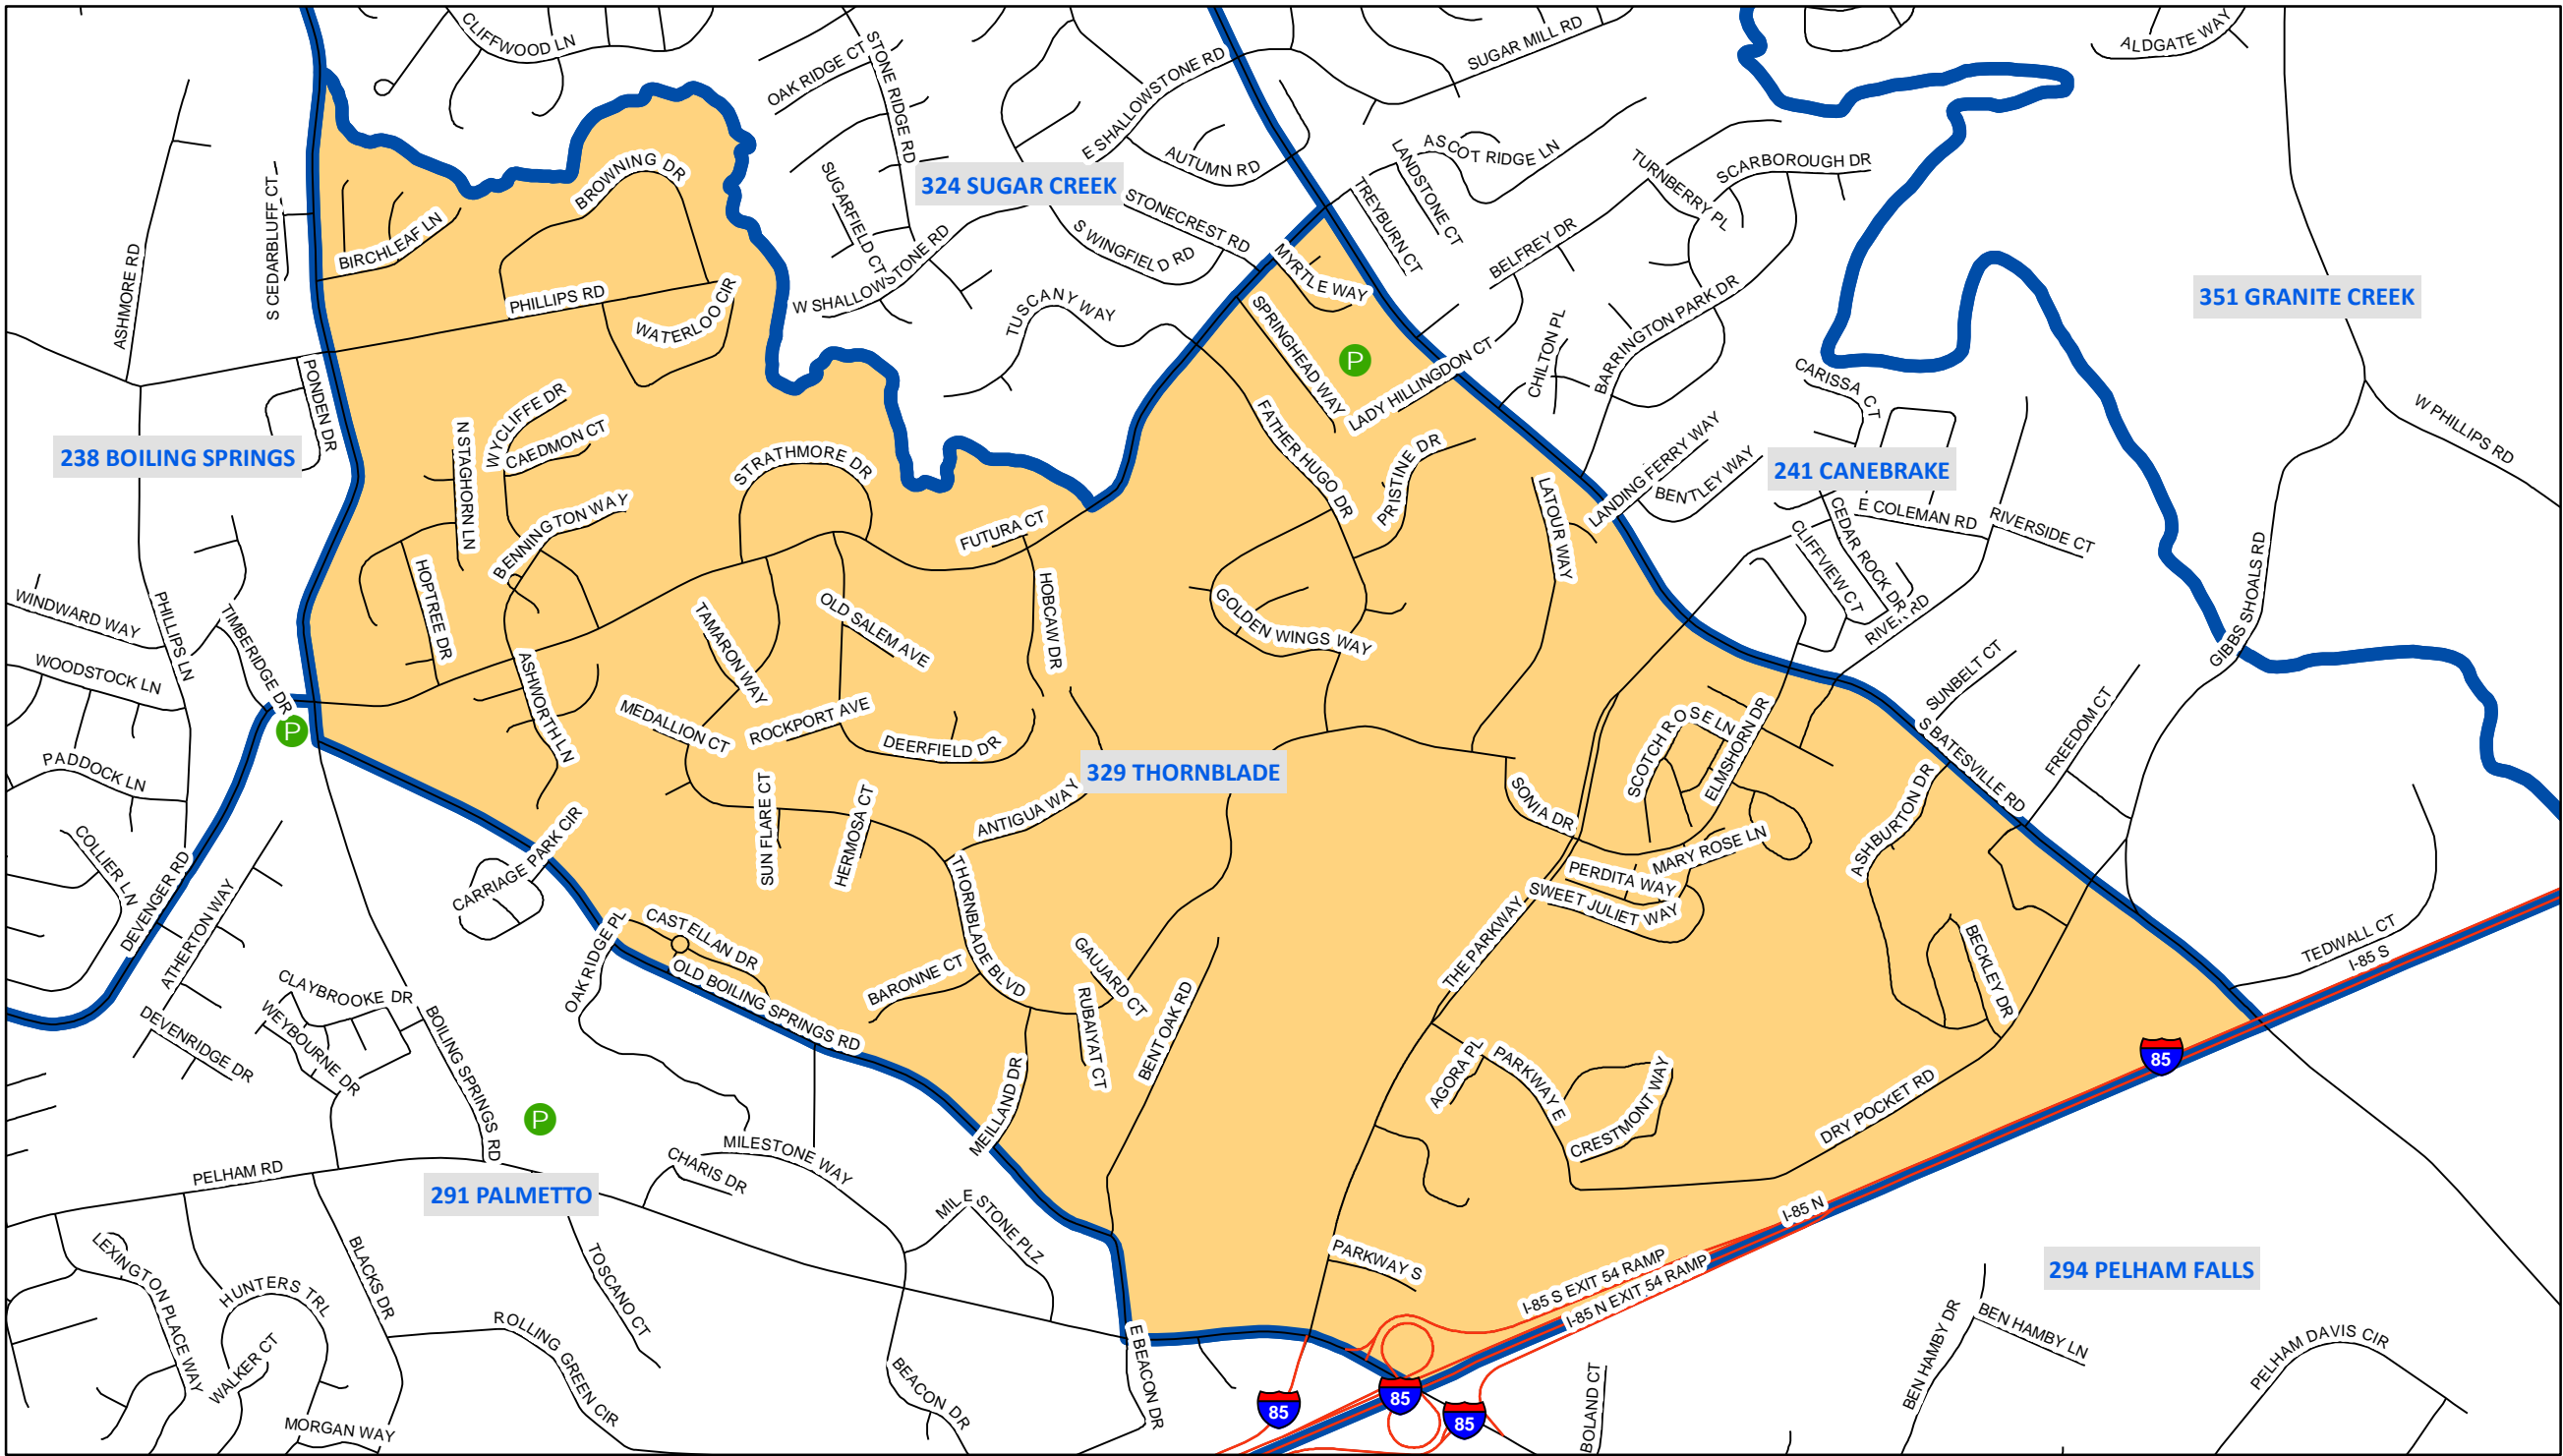 CLIFFWOOD LN
OAK RIDGE CT
STONE RIDGE RD
E SHALLOWSTONE RD
SUGAR MILL RD
ALDGATE WAY
AUTUMN RD
LANDSTONE CT
ASCOT RIDGE LN
TURNBERRY PL
SCARBOROUGH DR
BROWNING DR
S CEDARBLUFF CT
SUGARFIELD CT
324 SUGAR CREEK
STONECREST RD
TREYBURN CT
BIRCHLEAF LN
ASHMORE RD
S WINGFIELD RD
BELFREY DR
W SHALLOWSTONE RD
MYRTLE WAY
PHILLIPS RD
WATERLOO CIR
TUSCANY WAY
SPRINGHEAD WAY
P
LADY HILLINGDON CT
CHILTON PL
BARRINGTON PARK DR
351 GRANITE CREEK
CARISSA CT
W PHILLIPS RD
PONDEN DR
238 BOILING SPRINGS
N STAGHORN LN
WYCLIFFE DR
CAEDMON CT
STRATHMORE DR
FATHER HUGO DR
PRISTINE DR
LATOUR WAY
LANDING FERRY WAY
BENTLEY WAY
241 CANEBRAKE
E COLEMAN RD
RIVERSIDE CT
CEDAR ROCK DR
CLIFFVIEW CT
RIVER RD
BENNINGTON WAY
FUTURA CT
HOPTREE DR
HOBCAW DR
GOLDEN WINGS WAY
GIBBS SHOALS RD
WINDWARD WAY
PHILLIPS LN
TIMBERIDGE DR
WOODSTOCK LN
TAMARON WAY
OLD SALEM AVE
ASHWORTH LN
MEDALLION CT
ROCKPORT AVE
DEERFIELD DR
SUNBELT CT
P
PADDOCK LN
329 THORNBLADE
SCOTCH ROSE LN
ELMSHORN DR
S BATESVILLE RD
FREEDOM CT
SUN FLARE CT
HERMOSA CT
ANTIGUA WAY
SONIA DR
ASHBURTON DR
COLLIER LN
DEVENGER RD
CARRIAGE PARK CIR
MARY ROSE LN
PERDITA WAY
SWEET JULIET WAY
THORNBLADE BLVD
THE PARKWAY
ATHERTON WAY
OAKRIDGE PL
CASTELLAN DR
OLD BOILING SPRINGS RD
BARONNE CT
GAUJARD CT
RUBAIYAT CT
BENT OAK RD
BECKLEY DR
TEDWALL CT
I-85 S
CLAYBROOKE DR
WEYBOURNE DR
DEVENRIDGE DR
BOILING SPRINGS RD
MEILLAND DR
AGORA PL
PARKWAY E
CRESTMONT WAY
DRY POCKET RD
85
P
PELHAM RD
291 PALMETTO
CHARIS DR
MILESTONE WAY
MILESTONE PLZ
I-85 N
PARKWAY S
I-85 S EXIT 54 RAMP
I-85 N EXIT 54 RAMP
294 PELHAM FALLS
LEXINGTON PLACE WAY
HUNTERS TRL
WALKER CT
BLACKS DR
TOSCANO CT
ROLLING GREEN CIR
MORGAN WAY
BEACON DR
E BEACON DR
85
85
85
BOLAND CT
BEN HAMBY DR
BEN HAMBY LN
PELHAM DAVIS CIR